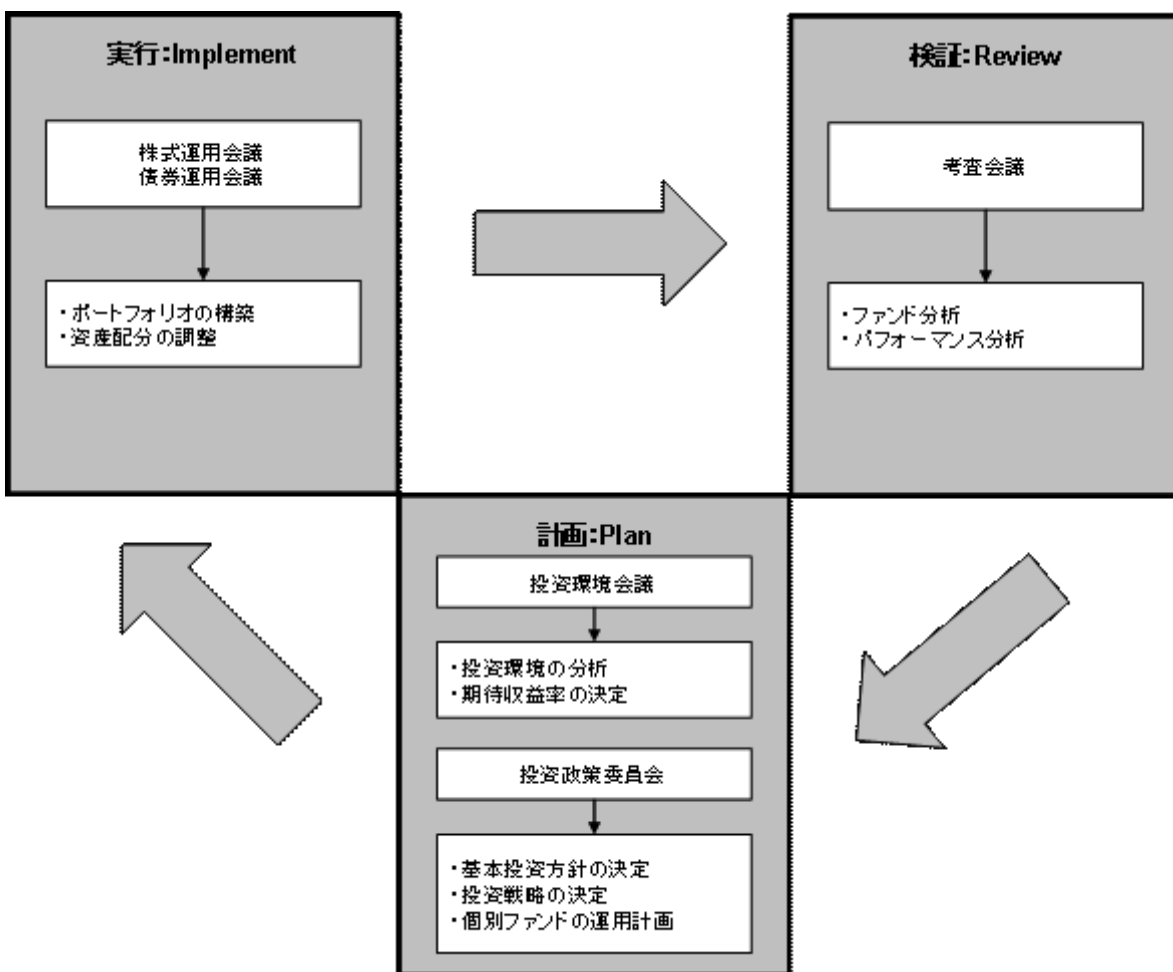 実行:Implement
株式運用会議
債券運用会議
・ポートフォリオの構築
・資産配分の調整
検証:Review
考査会議
・ファンド分析
・パフォーマンス分析
計画:Plan
投資環境会議
・投資環境の分析
・期待収益率の決定
投資政策委員会
・基本投資方針の決定
・投資戦略の決定
・個別ファンドの運用計画